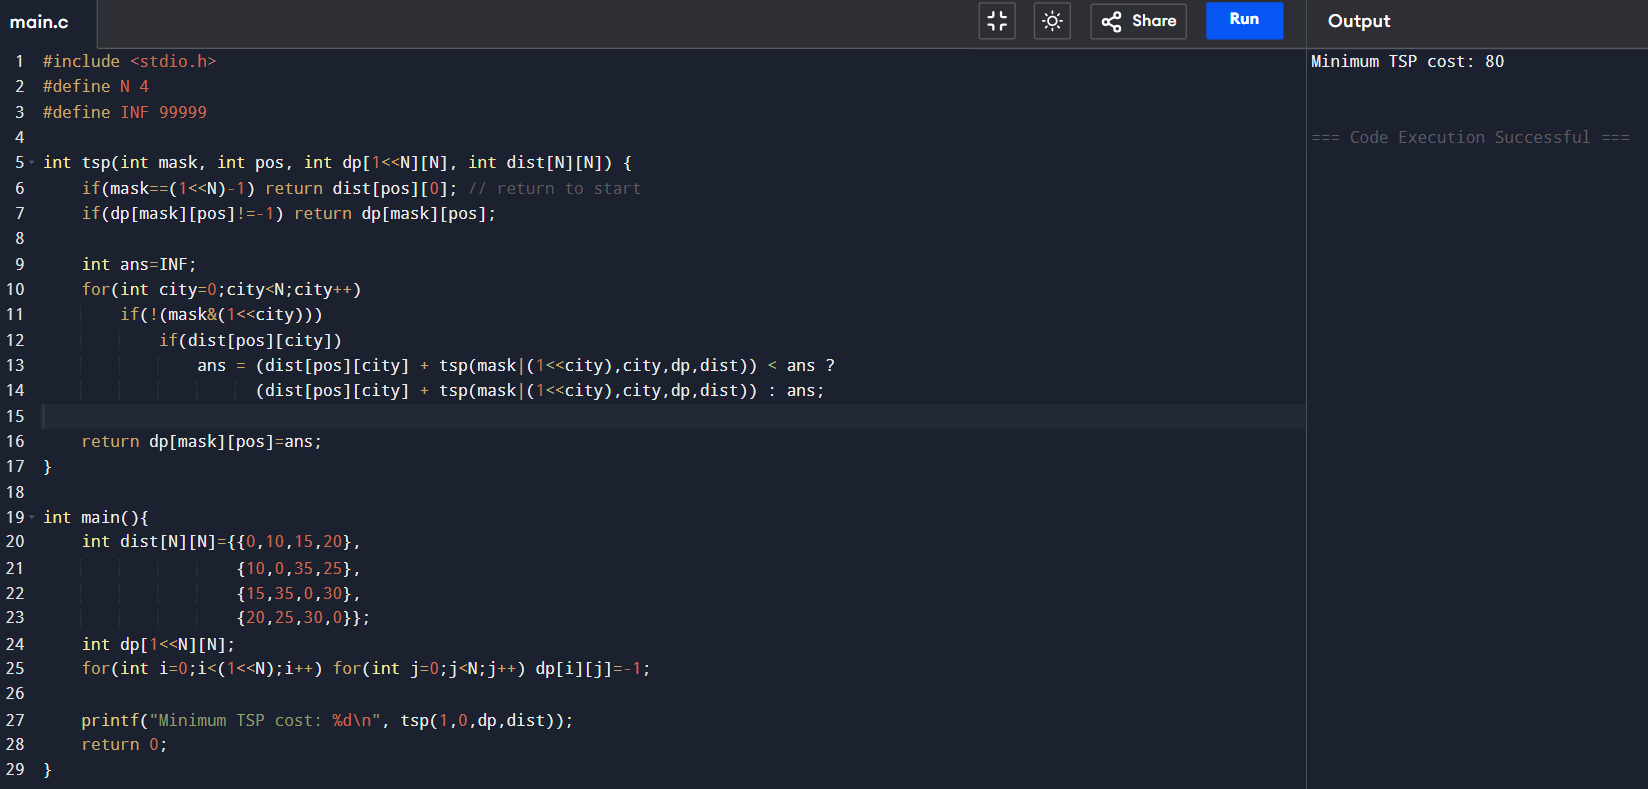 main.c
Share
Run
Output
1 #include <stdio.h>
2 #define N 4
3 #define INF 99999
4
5 int tsp(int mask, int pos, int dp[1<<N][N], int dist[N][N]) {
6     if(mask==(1<<N)-1) return dist[pos][0]; // return to start
7     if(dp[mask][pos]!=-1) return dp[mask][pos];
8
9     int ans=INF;
10     for(int city=0;city<N;city++)
11         if(!(mask&(1<<city)))
12             if(dist[pos][city])
13                 ans = (dist[pos][city] + tsp(mask|(1<<city),city,dp,dist)) < ans ?
14                       (dist[pos][city] + tsp(mask|(1<<city),city,dp,dist)) : ans;
15
16     return dp[mask][pos]=ans;
17 }
18
19 int main(){
20     int dist[N][N]={{0,10,15,20},
21                     {10,0,35,25},
22                     {15,35,0,30},
23                     {20,25,30,0}};
24     int dp[1<<N][N];
25     for(int i=0;i<(1<<N);i++) for(int j=0;j<N;j++) dp[i][j]=-1;
26
27     printf("Minimum TSP cost: %d\n", tsp(1,0,dp,dist));
28     return 0;
29 }
Minimum TSP cost: 80
=== Code Execution Successful ===